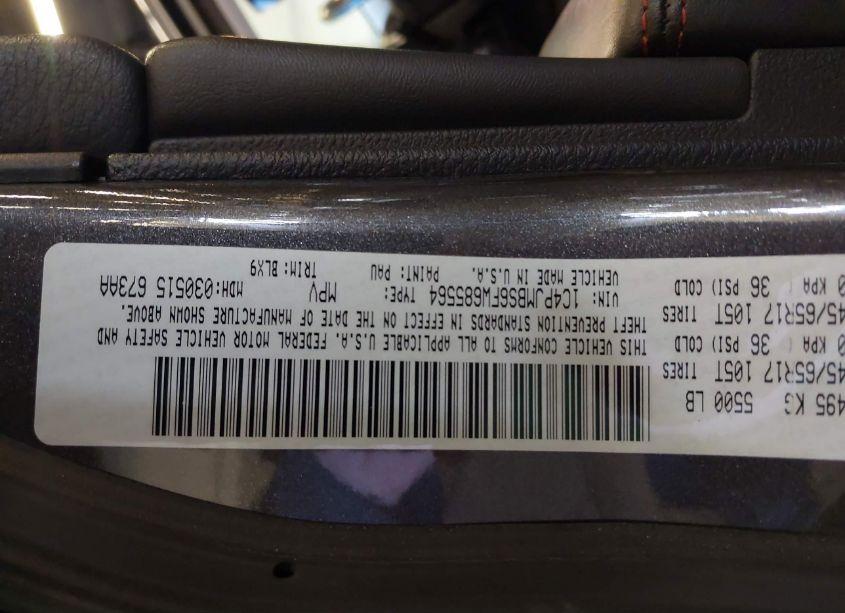 495 KG 5500 LB
45/65R17 105T TIRES
0 KPA ( 36 PSI) COLD
45/65R17 105T TIRES
0 KPA ( 36 PSI) COLD
THIS VEHICLE CONFORMS TO ALL APPLICABLE U.S.A. FEDERAL MOTOR VEHICLE SAFETY AND
THEFT PREVENTION STANDARDS IN EFFECT ON THE DATE OF MANUFACTURE SHOWN ABOVE.
VIN: 1C4PJMBS6FW685564 TYPE: MPV MDH:030515 673AA
VEHICLE MADE IN U.S.A. PAINT: PAU TRIM: BLX9